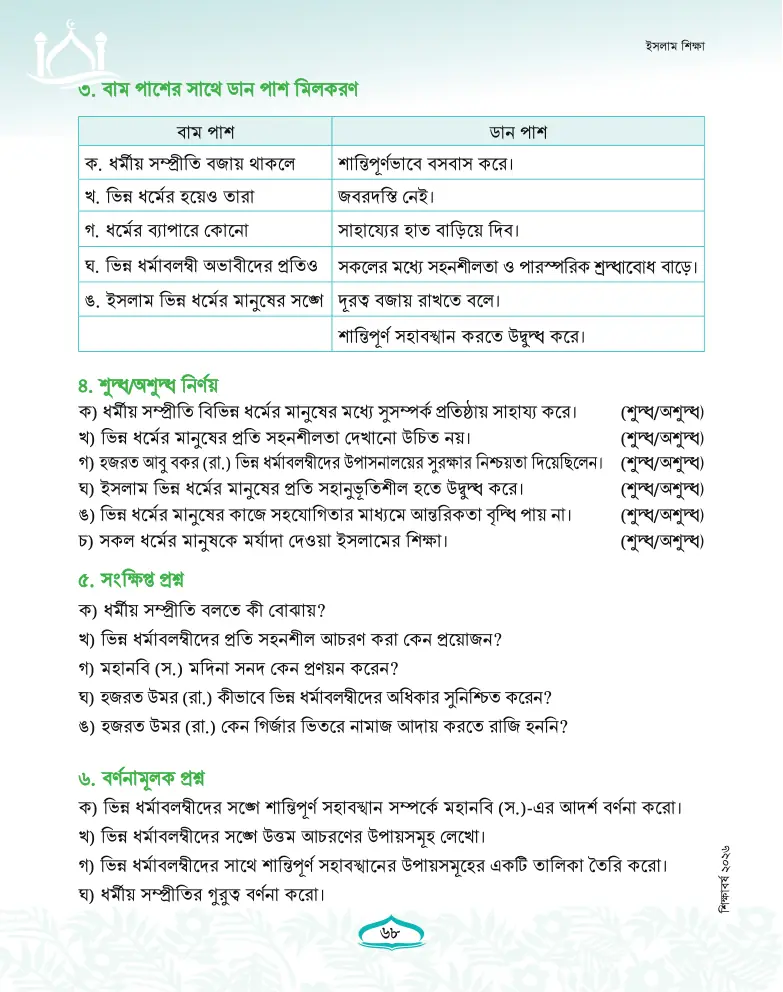 ইসলাম শিক্ষা
৩. বাম পাশের সাথে ডান পাশ মিলকরণ
বাম পাশ ডান পাশ
ক. ধর্মীয় সম্প্রীতি বজায় থাকলে শান্তিপূর্ণভাবে বসবাস করে।
খ. ভিন্ন ধর্মের হয়েও তারা জবরদস্তি নেই।
গ. ধর্মের ব্যাপারে কোনো সাহায্যের হাত বাড়িয়ে দিব।
ঘ. ভিন্ন ধর্মাবলম্বী অভাবীদের প্রতিও সকলের মধ্যে সহনশীলতা ও পারস্পরিক শ্রদ্ধাবোধ বাড়ে।
ঙ. ইসলাম ভিন্ন ধর্মের মানুষের সঙ্গে দূরত্ব বজায় রাখতে বলে।
শান্তিপূর্ণ সহাবস্থান করতে উদ্বুদ্ধ করে।
৪. শুদ্ধ/অশুদ্ধ নির্ণয়
ক) ধর্মীয় সম্প্রীতি বিভিন্ন ধর্মের মানুষের মধ্যে সুসম্পর্ক প্রতিষ্ঠায় সাহায্য করে। (শুদ্ধ/অশুদ্ধ)
খ) ভিন্ন ধর্মের মানুষের প্রতি সহনশীলতা দেখানো উচিত নয়। (শুদ্ধ/অশুদ্ধ)
গ) হজরত আবু বকর (রা.) ভিন্ন ধর্মাবলম্বীদের উপাসনালয়ের সুরক্ষার নিশ্চয়তা দিয়েছিলেন। (শুদ্ধ/অশুদ্ধ)
ঘ) ইসলাম ভিন্ন ধর্মের মানুষের প্রতি সহানুভূতিশীল হতে উদ্বুদ্ধ করে। (শুদ্ধ/অশুদ্ধ)
ঙ) ভিন্ন ধর্মের মানুষের কাজে সহযোগিতার মাধ্যমে আন্তরিকতা বৃদ্ধি পায় না। (শুদ্ধ/অশুদ্ধ)
চ) সকল ধর্মের মানুষকে মর্যাদা দেওয়া ইসলামের শিক্ষা। (শুদ্ধ/অশুদ্ধ)
৫. সংক্ষিপ্ত প্রশ্ন
ক) ধর্মীয় সম্প্রীতি বলতে কী বোঝায়?
খ) ভিন্ন ধর্মাবলম্বীদের প্রতি সহনশীল আচরণ করা কেন প্রয়োজন?
গ) মহানবি (স.) মদিনা সনদ কেন প্রণয়ন করেন?
ঘ) হজরত উমর (রা.) কীভাবে ভিন্ন ধর্মাবলম্বীদের অধিকার সুনিশ্চিত করেন?
ঙ) হজরত উমর (রা.) কেন গির্জার ভিতরে নামাজ আদায় করতে রাজি হননি?
৬. বর্ণনামূলক প্রশ্ন
ক) ভিন্ন ধর্মাবলম্বীদের সঙ্গে শান্তিপূর্ণ সহাবস্থান সম্পর্কে মহানবি (স.)-এর আদর্শ বর্ণনা করো।
খ) ভিন্ন ধর্মাবলম্বীদের সঙ্গে উত্তম আচরণের উপায়সমূহ লেখো।
গ) ভিন্ন ধর্মাবলম্বীদের সাথে শান্তিপূর্ণ সহাবস্থানের উপায়সমূহের একটি তালিকা তৈরি করো।
ঘ) ধর্মীয় সম্প্রীতির গুরুত্ব বর্ণনা করো।
শিক্ষাবর্ষ ২০২৬
৬৮